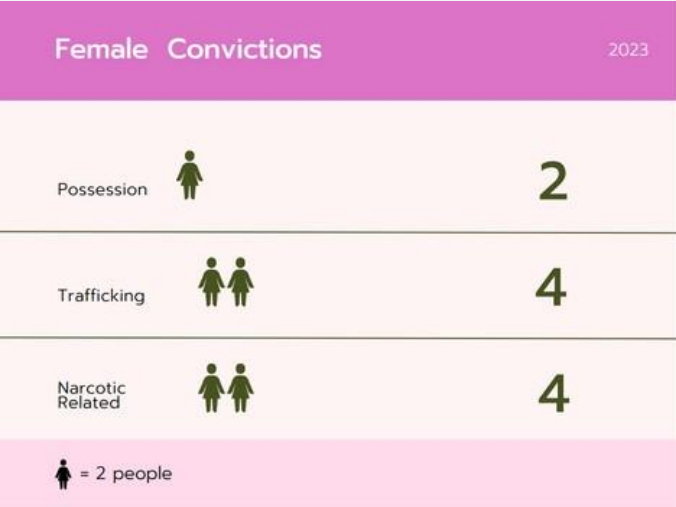 Female Convictions
2023
Possession
2
Trafficking
4
Narcotic
Related
4
= 2 people